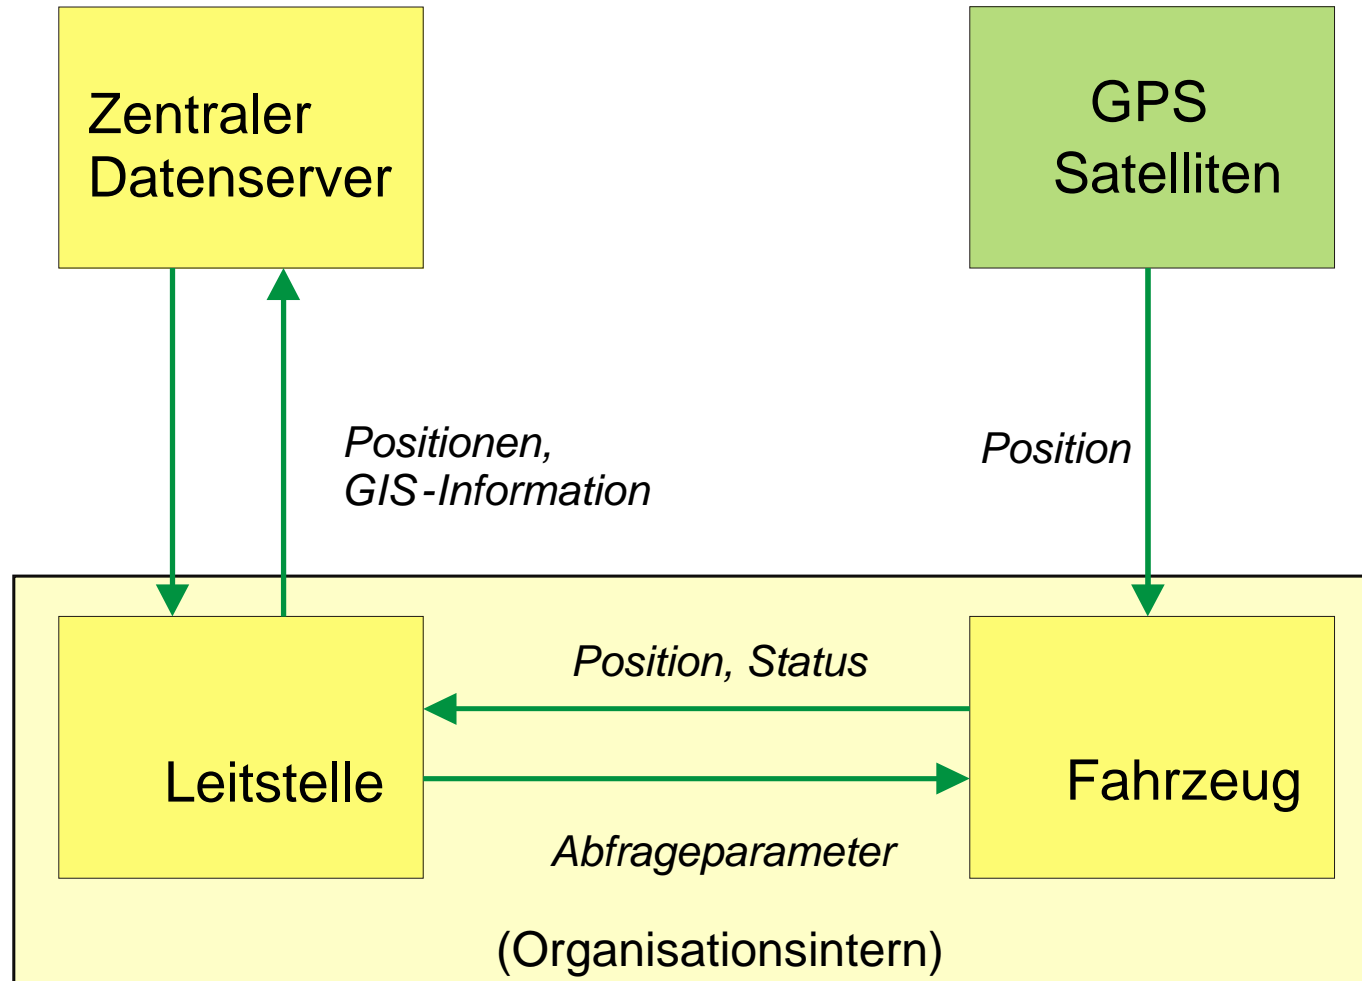 Zentraler
Datenserver
GPS
Satelliten
Positionen,
GIS-Information
Position
Position, Status
Leitstelle
Fahrzeug
Abfrageparameter
(Organisationsintern)